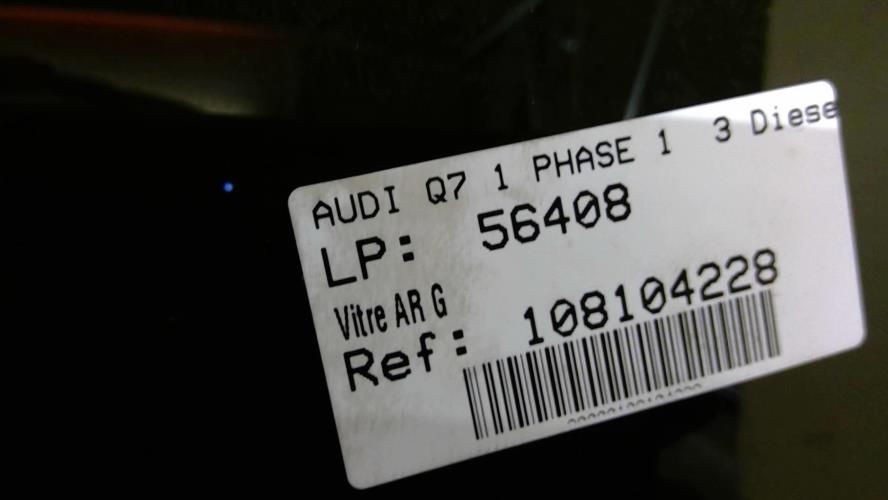 AUDI Q7 1 PHASE 1 3 Diese
LP: 56408
Vitre AR G
Ref: 108104228